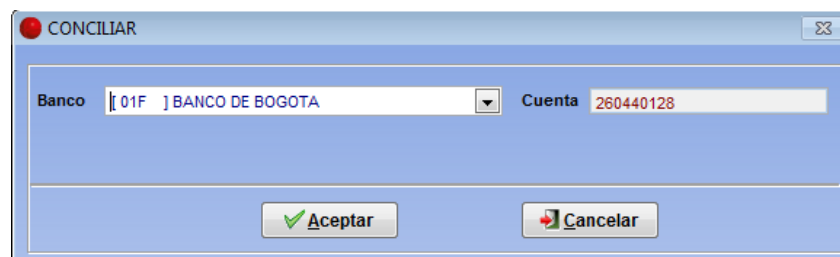 CONCILIAR
Banco [ 01F ] BANCO DE BOGOTA Cuenta 260440128
Aceptar Cancelar